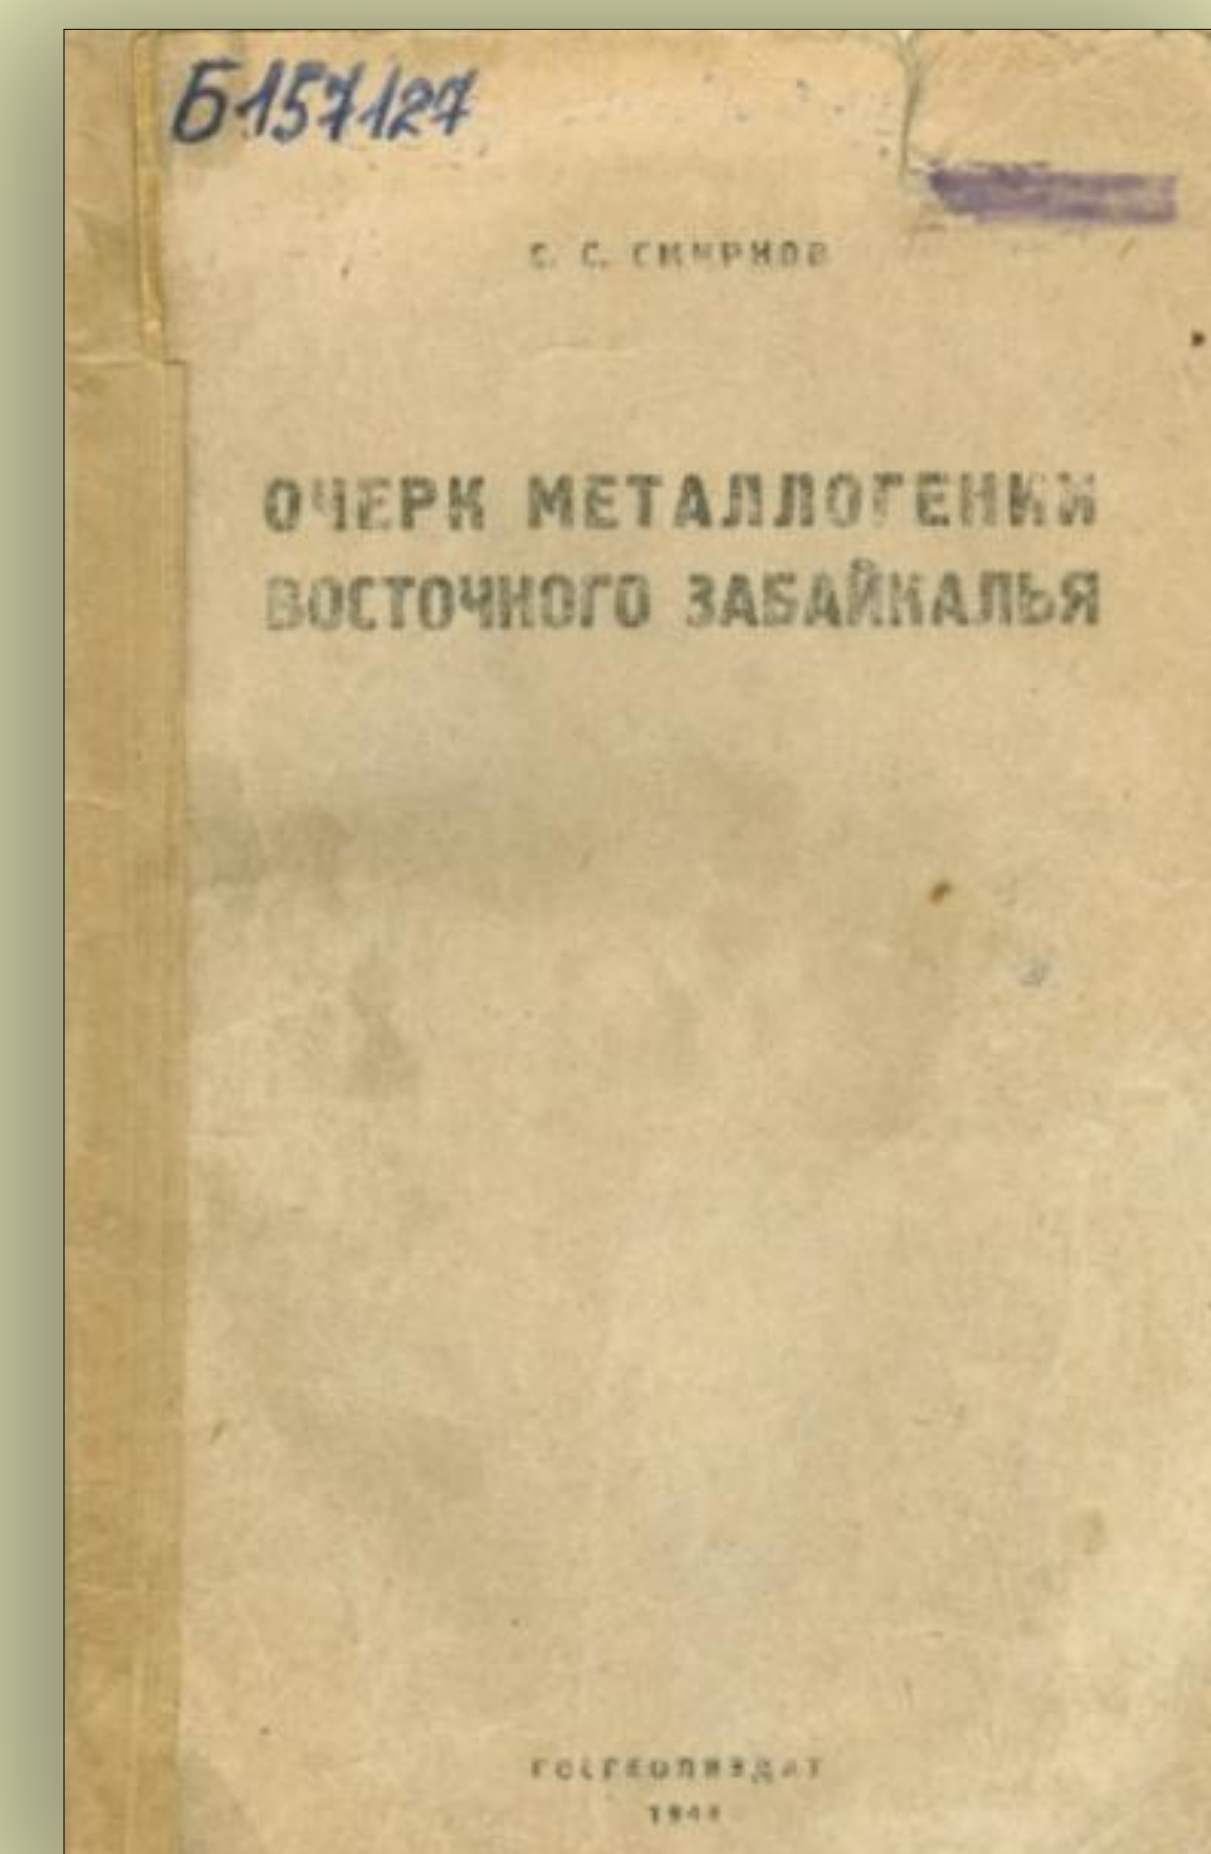 Б157127
С. С. СМИРНОВ
ОЧЕРК МЕТАЛЛОГЕНИИ
ВОСТОЧНОГО ЗАБАЙКАЛЬЯ
ГОСГЕОЛИЗДАТ